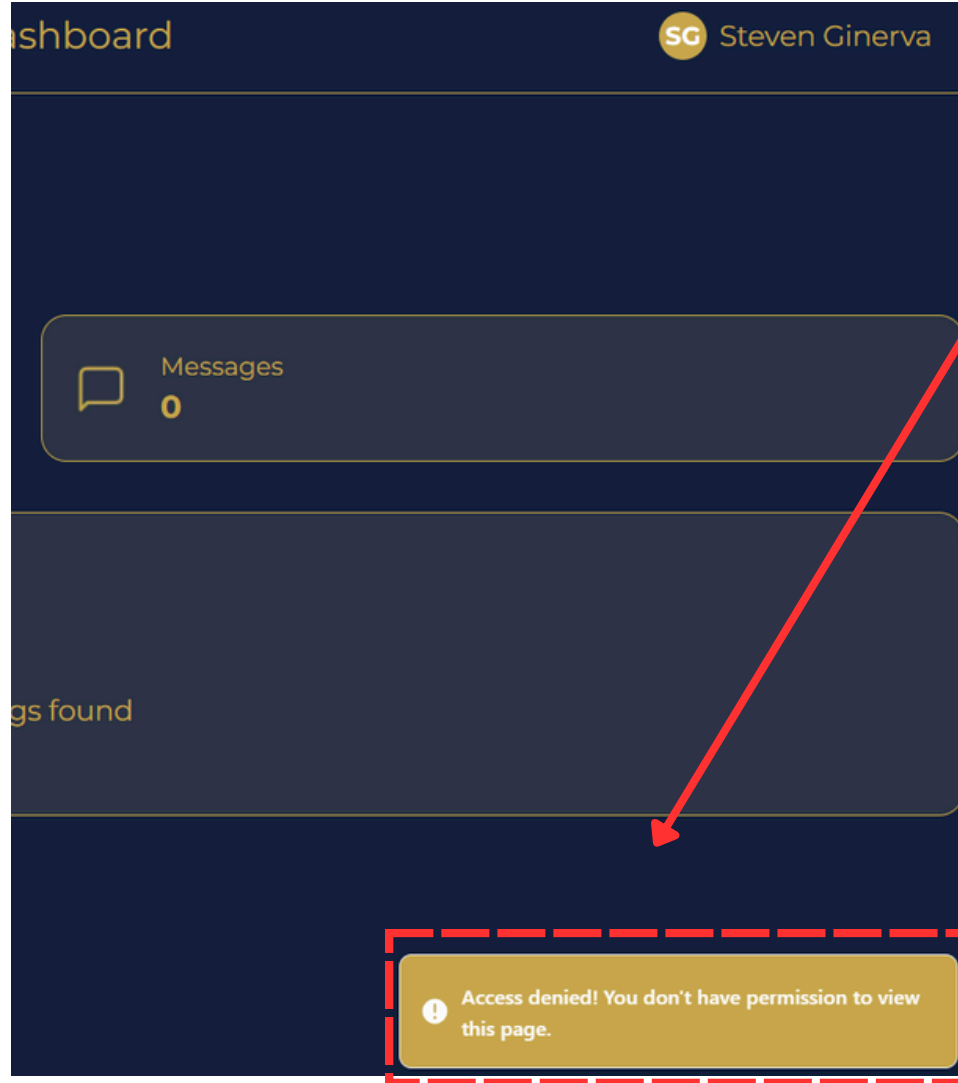 ashboard
SG Steven Ginerva
Messages
0
gs found
Access denied! You don't have permission to view
this page.